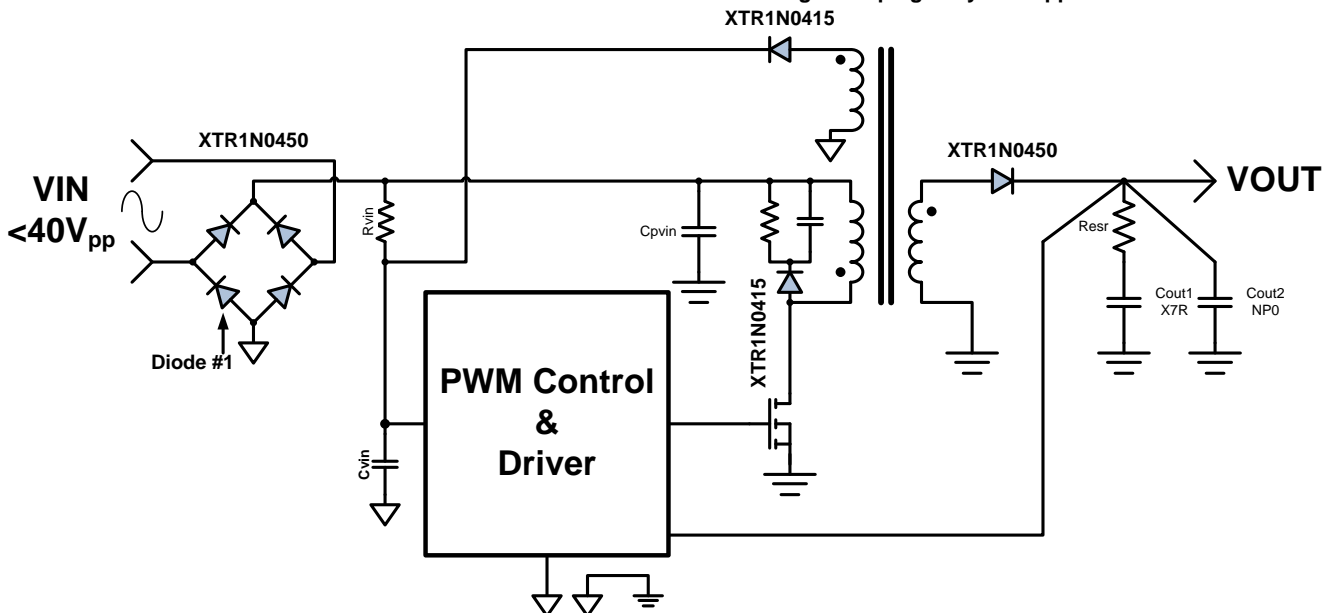 XTR1N0415
XTR1N0450
VIN
<40Vpp
Rvin
Cpvin
XTR1N0450
VOUT
Resr
Cout1
X7R
Cout2
NP0
XTR1N0415
Diode #1
PWM Control
&
Driver
Cvin